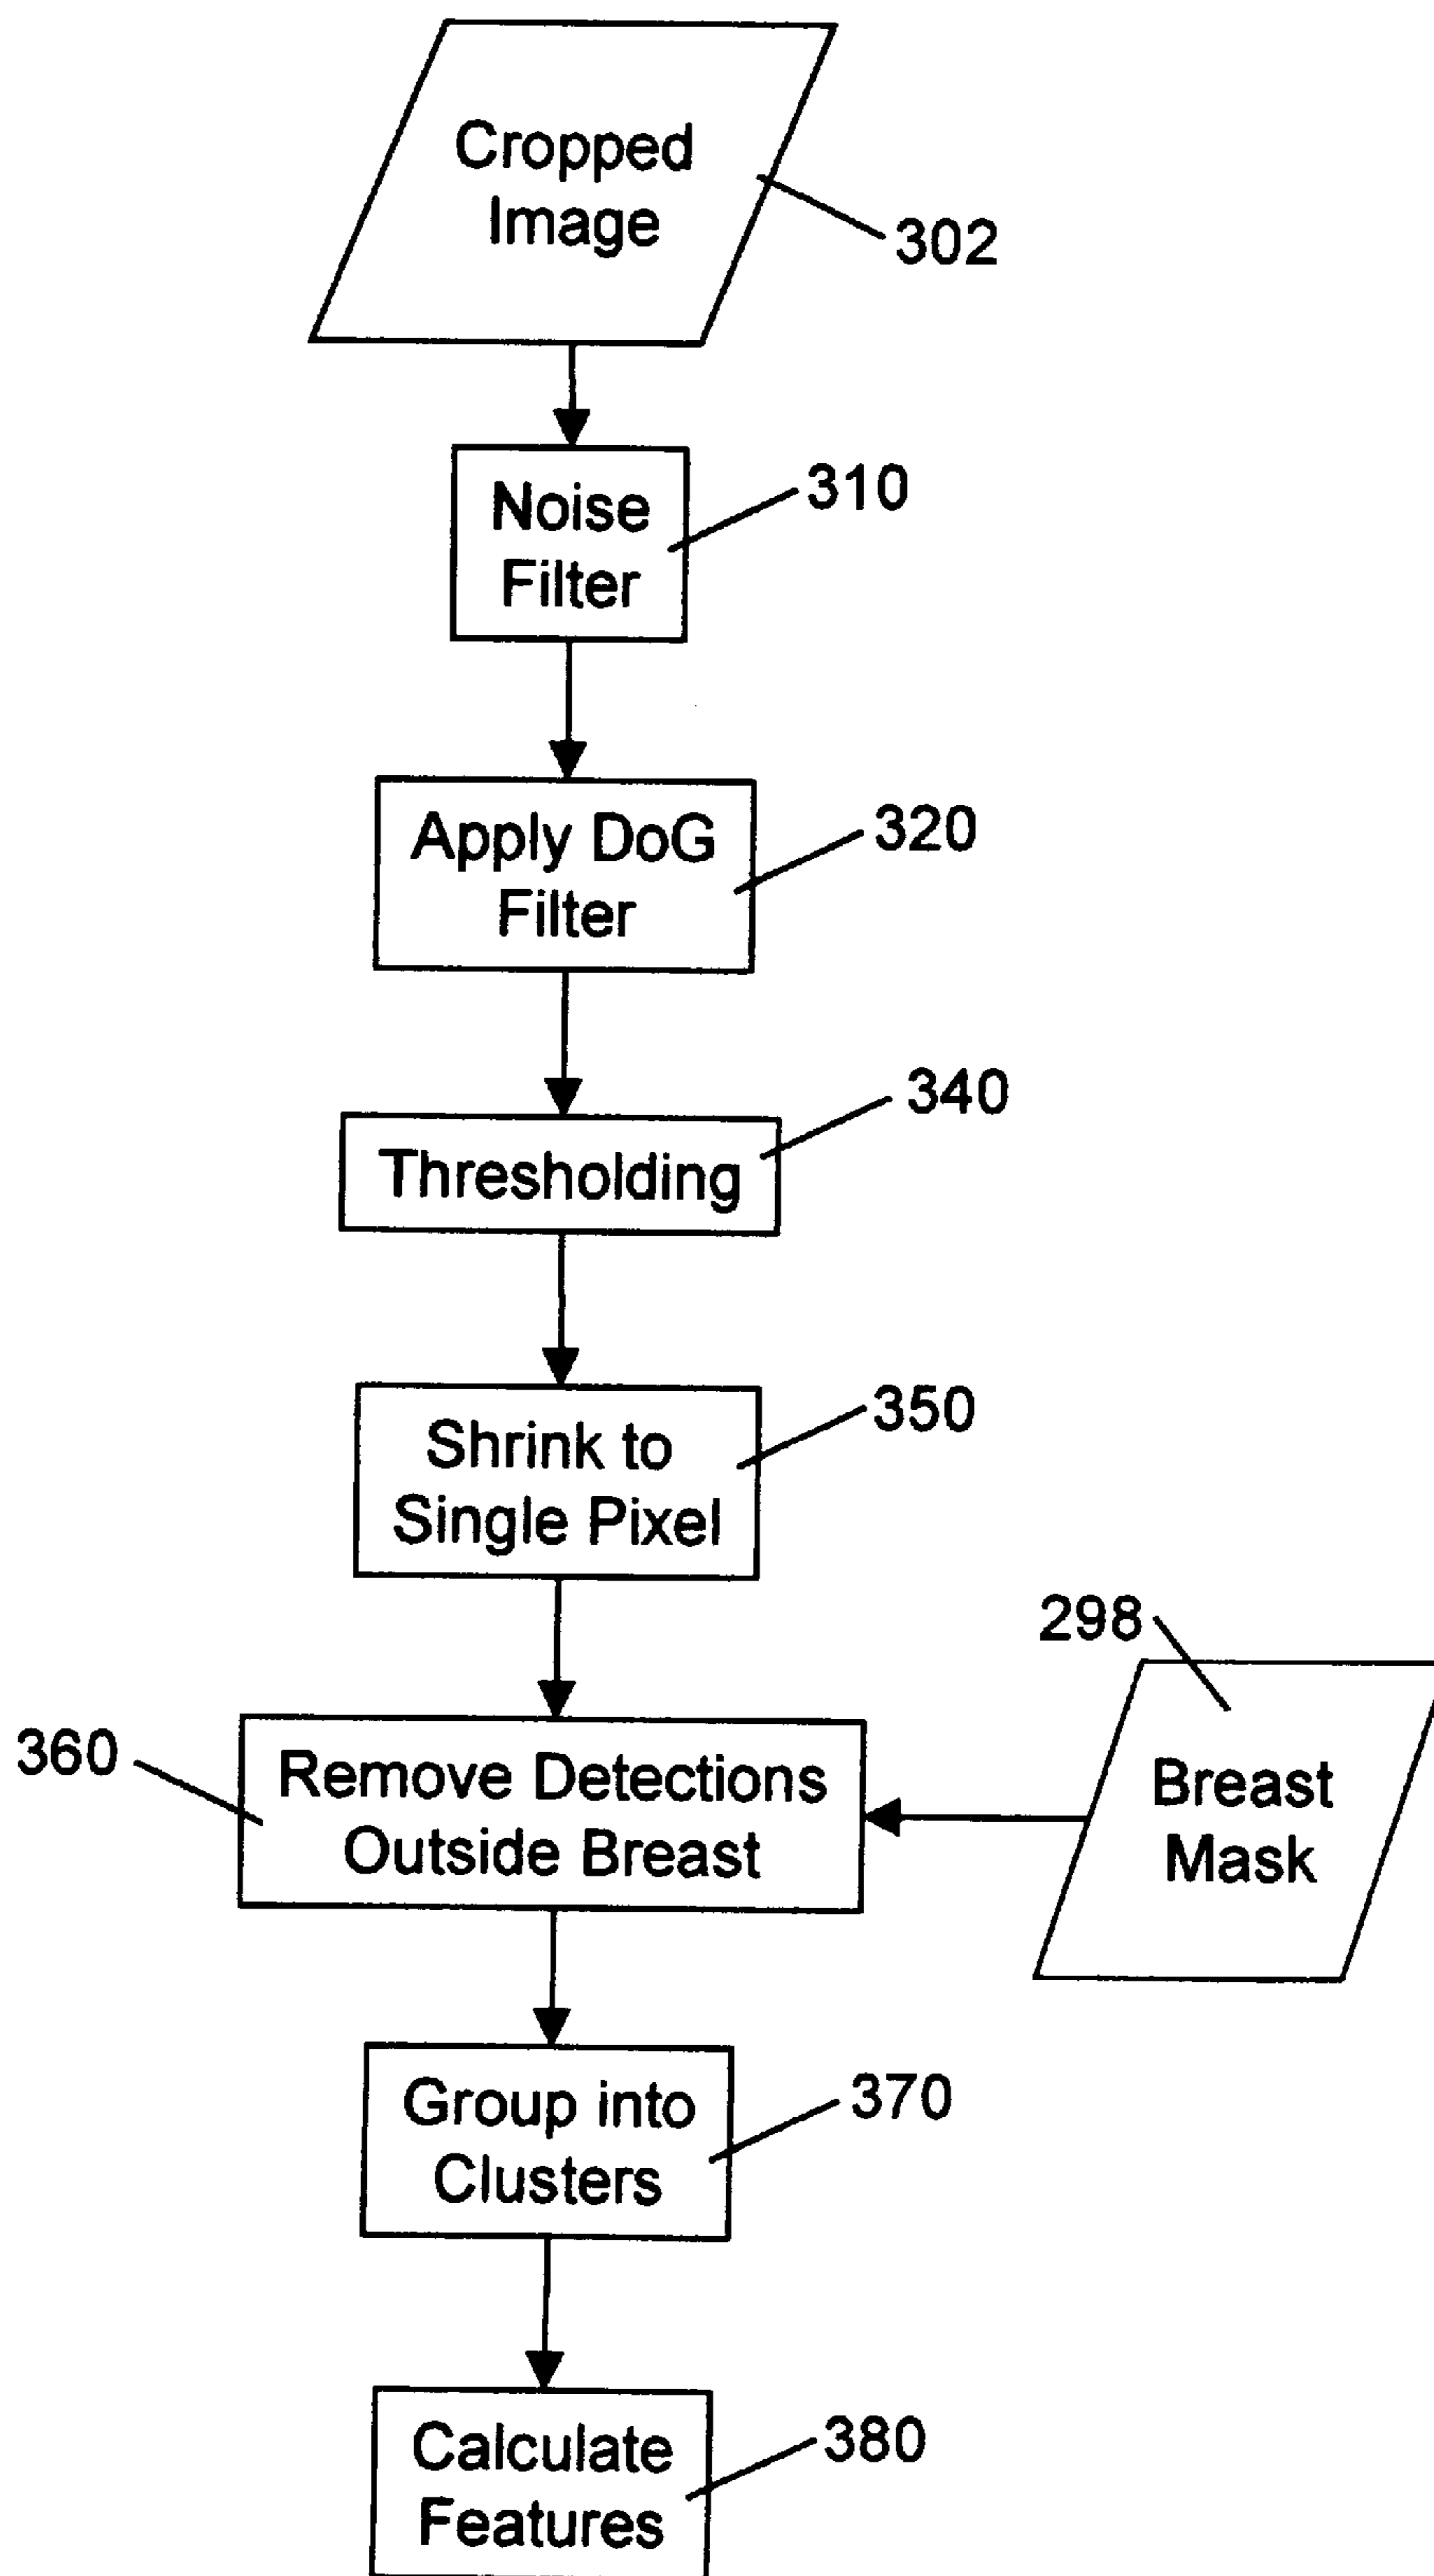 Cropped
Image
302
Noise
Filter
310
Apply DoG
Filter
320
Thresholding
340
Shrink to
Single Pixel
350
298
360
Remove Detections
Outside Breast
Breast
Mask
Group into
Clusters
370
Calculate
Features
380